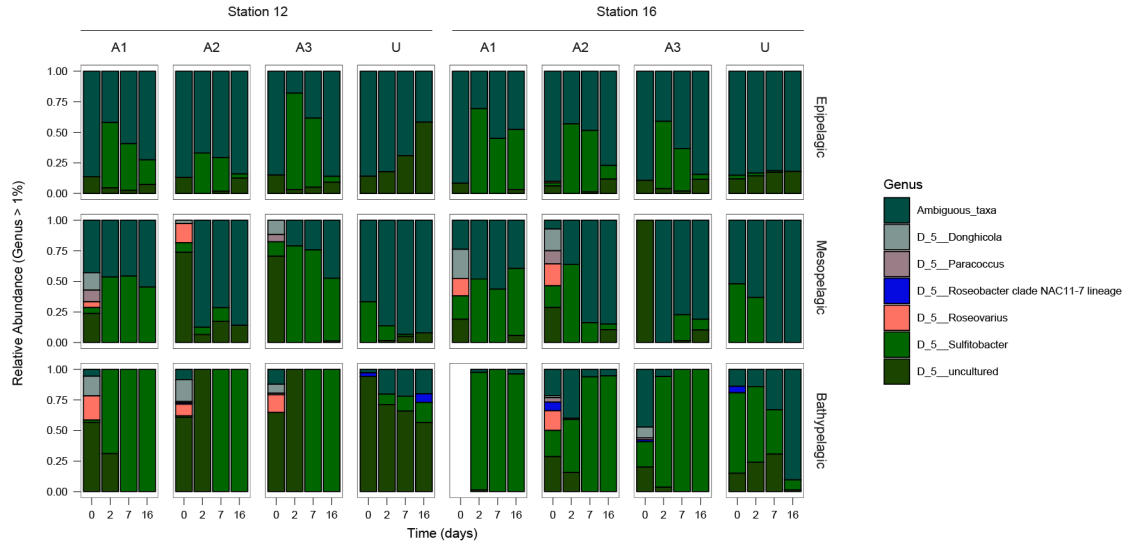 Station 12 Station 16
A1 A2 A3 U A1 A2 A3 U
Relative Abundance (Genus > 1%)
1.00
0.75
0.50
0.25
0.00
Epipelagic
1.00
0.75
0.50
0.25
0.00
Mesopelagic
1.00
0.75
0.50
0.25
0.00
Bathypelagic
0 2 7 16 0 2 7 16 0 2 7 16 0 2 7 16 0 2 7 16 0 2 7 16 0 2 7 16 0 2 7 16
Time (days)
Genus
Ambiguous_taxa
D_5__Donghicola
D_5__Paracoccus
D_5__Roseobacter clade NAC11-7 lineage
D_5__Roseovarius
D_5__Sulfitobacter
D_5__uncultured